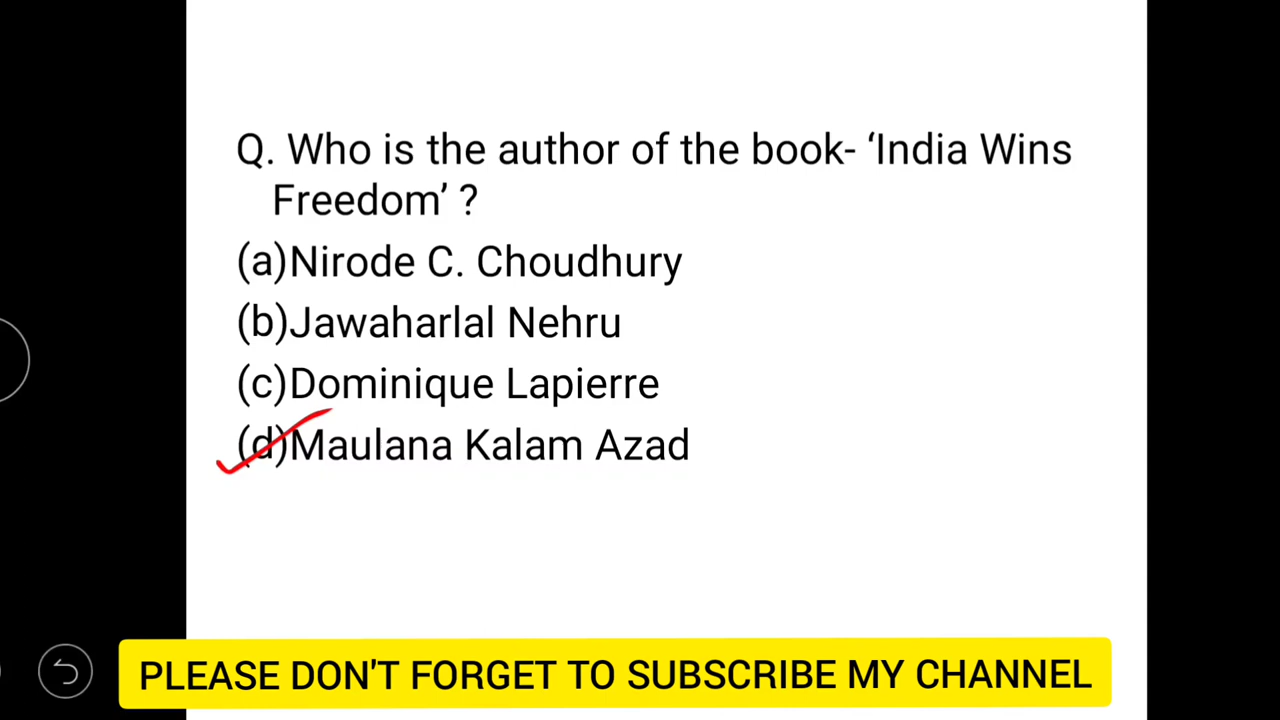 Q. Who is the author of the book- ‘India Wins
Freedom’ ?
(a)Nirode C. Choudhury
(b)Jawaharlal Nehru
(c)Dominique Lapierre
(d)Maulana Kalam Azad
PLEASE DON'T FORGET TO SUBSCRIBE MY CHANNEL